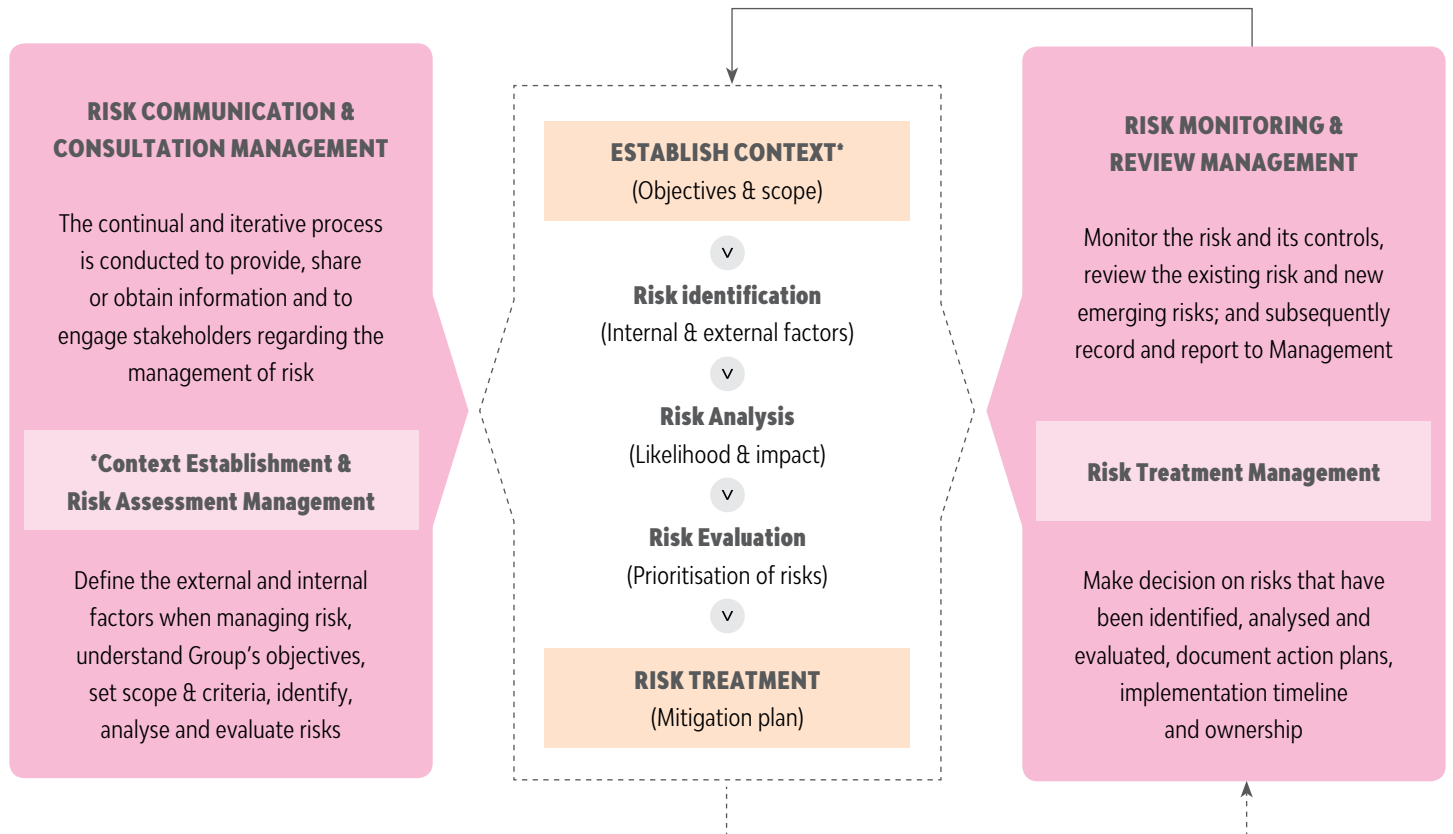 RISK COMMUNICATION &
CONSULTATION MANAGEMENT
The continual and iterative process
is conducted to provide, share
or obtain information and to
engage stakeholders regarding the
management of risk
*Context Establishment &
Risk Assessment Management
Define the external and internal
factors when managing risk,
understand Group's objectives,
set scope & criteria, identify,
analyse and evaluate risks
ESTABLISH CONTEXT*
(Objectives & scope)
Risk identification
(Internal & external factors)
Risk Analysis
(Likelihood & impact)
Risk Evaluation
(Prioritisation of risks)
RISK TREATMENT
(Mitigation plan)
RISK MONITORING &
REVIEW MANAGEMENT
Monitor the risk and its controls,
review the existing risk and new
emerging risks; and subsequently
record and report to Management
Risk Treatment Management
Make decision on risks that have
been identified, analysed and
evaluated, document action plans,
implementation timeline
and ownership